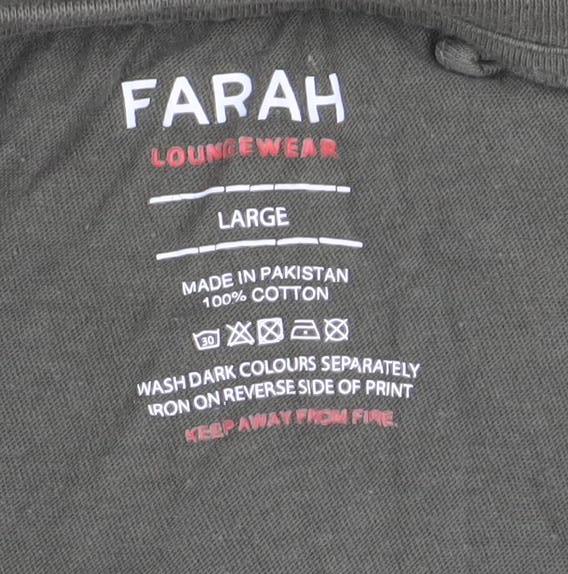 FARAH
LOUNGEWEAR
LARGE
MADE IN PAKISTAN
100% COTTON
30
WASH DARK COLOURS SEPARATELY
IRON ON REVERSE SIDE OF PRINT
KEEP AWAY FROM FIRE.